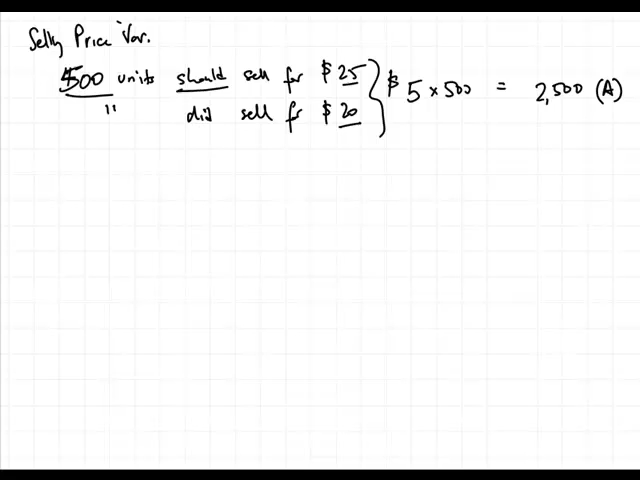 Selling Price Var.
500 units should sell for $ 25 } $ 5 × 500 = 2,500 (A)
" did sell for $ 20